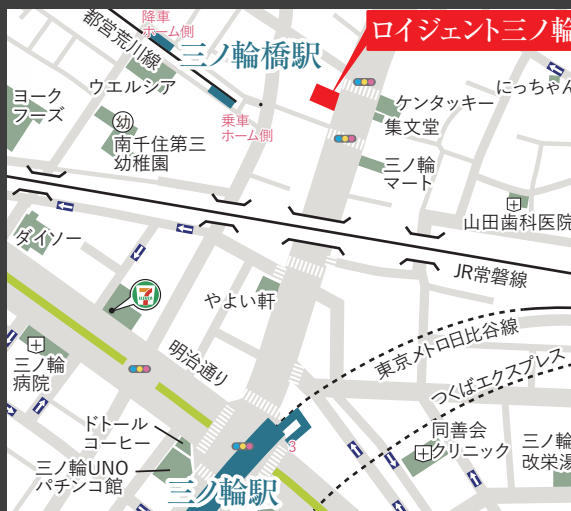 降車
ホーム側
都営荒川線
三ノ輪橋駅
ロイジェント三ノ輪
ウエルシア
ヨーク
フーズ
幼
南千住第三
幼稚園
乗車
ホーム側
ケンタッキー
集文堂
にっちゃん
三ノ輪
マート
山田歯科医院
ダイソー
JR常磐線
7
ELEVEN
やよい軒
明治通り
東京メトロ日比谷線
つくばエクスプレス
三ノ輪
病院
ドトール
コーヒー
三ノ輪UNO
パチンコ館
3
三ノ輪駅
同善会
クリニック
三ノ輪
改栄湯